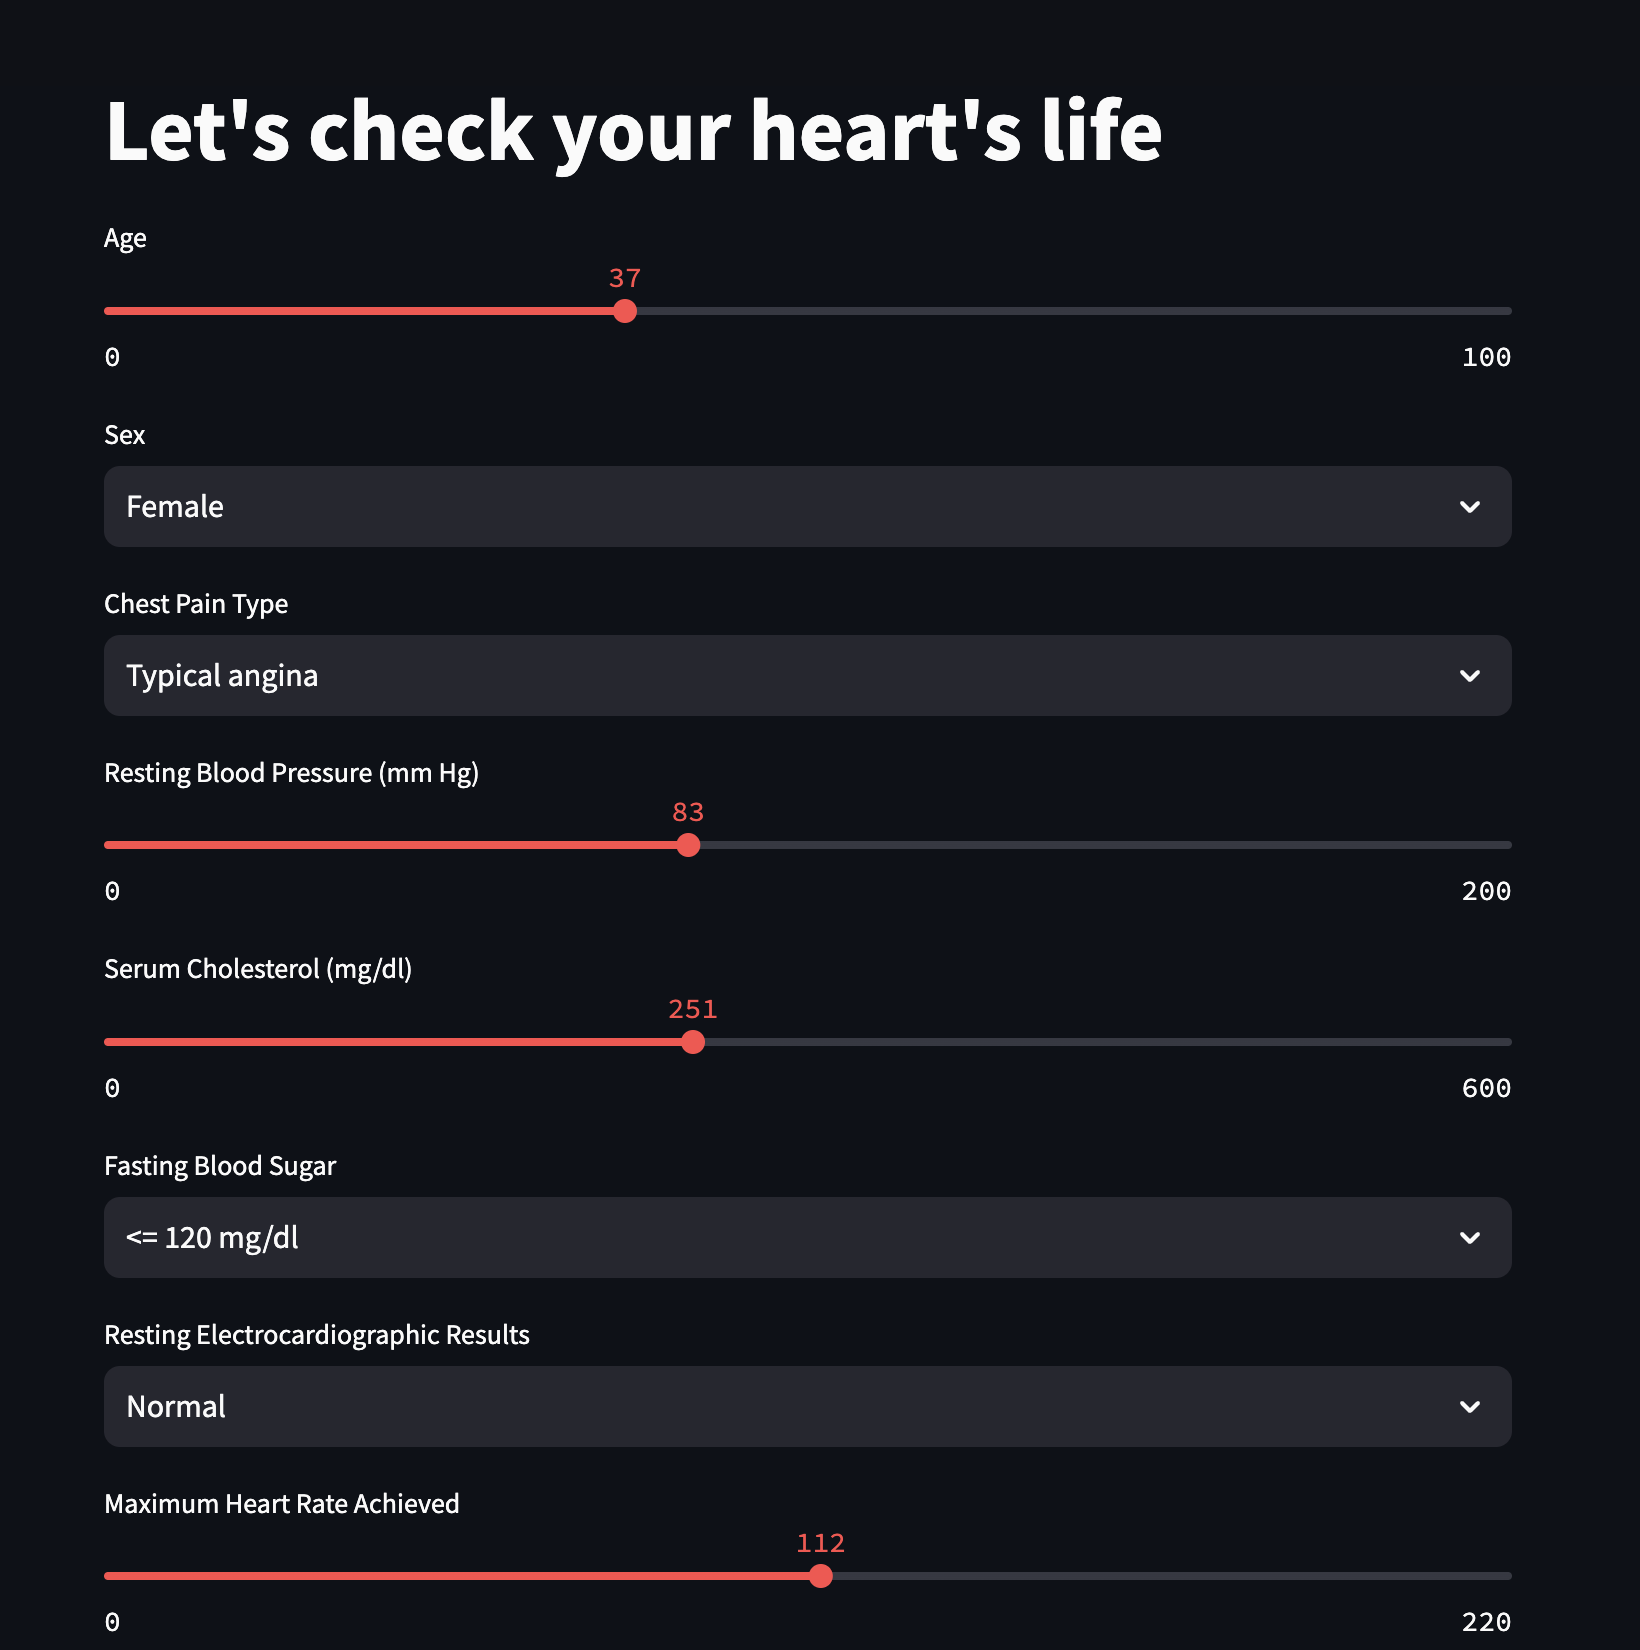 Let's check your heart's life
Age
37
0 100
Sex
Female
Chest Pain Type
Typical angina
Resting Blood Pressure (mm Hg)
83
0 200
Serum Cholesterol (mg/dl)
251
0 600
Fasting Blood Sugar
<= 120 mg/dl
Resting Electrocardiographic Results
Normal
Maximum Heart Rate Achieved
112
0 220